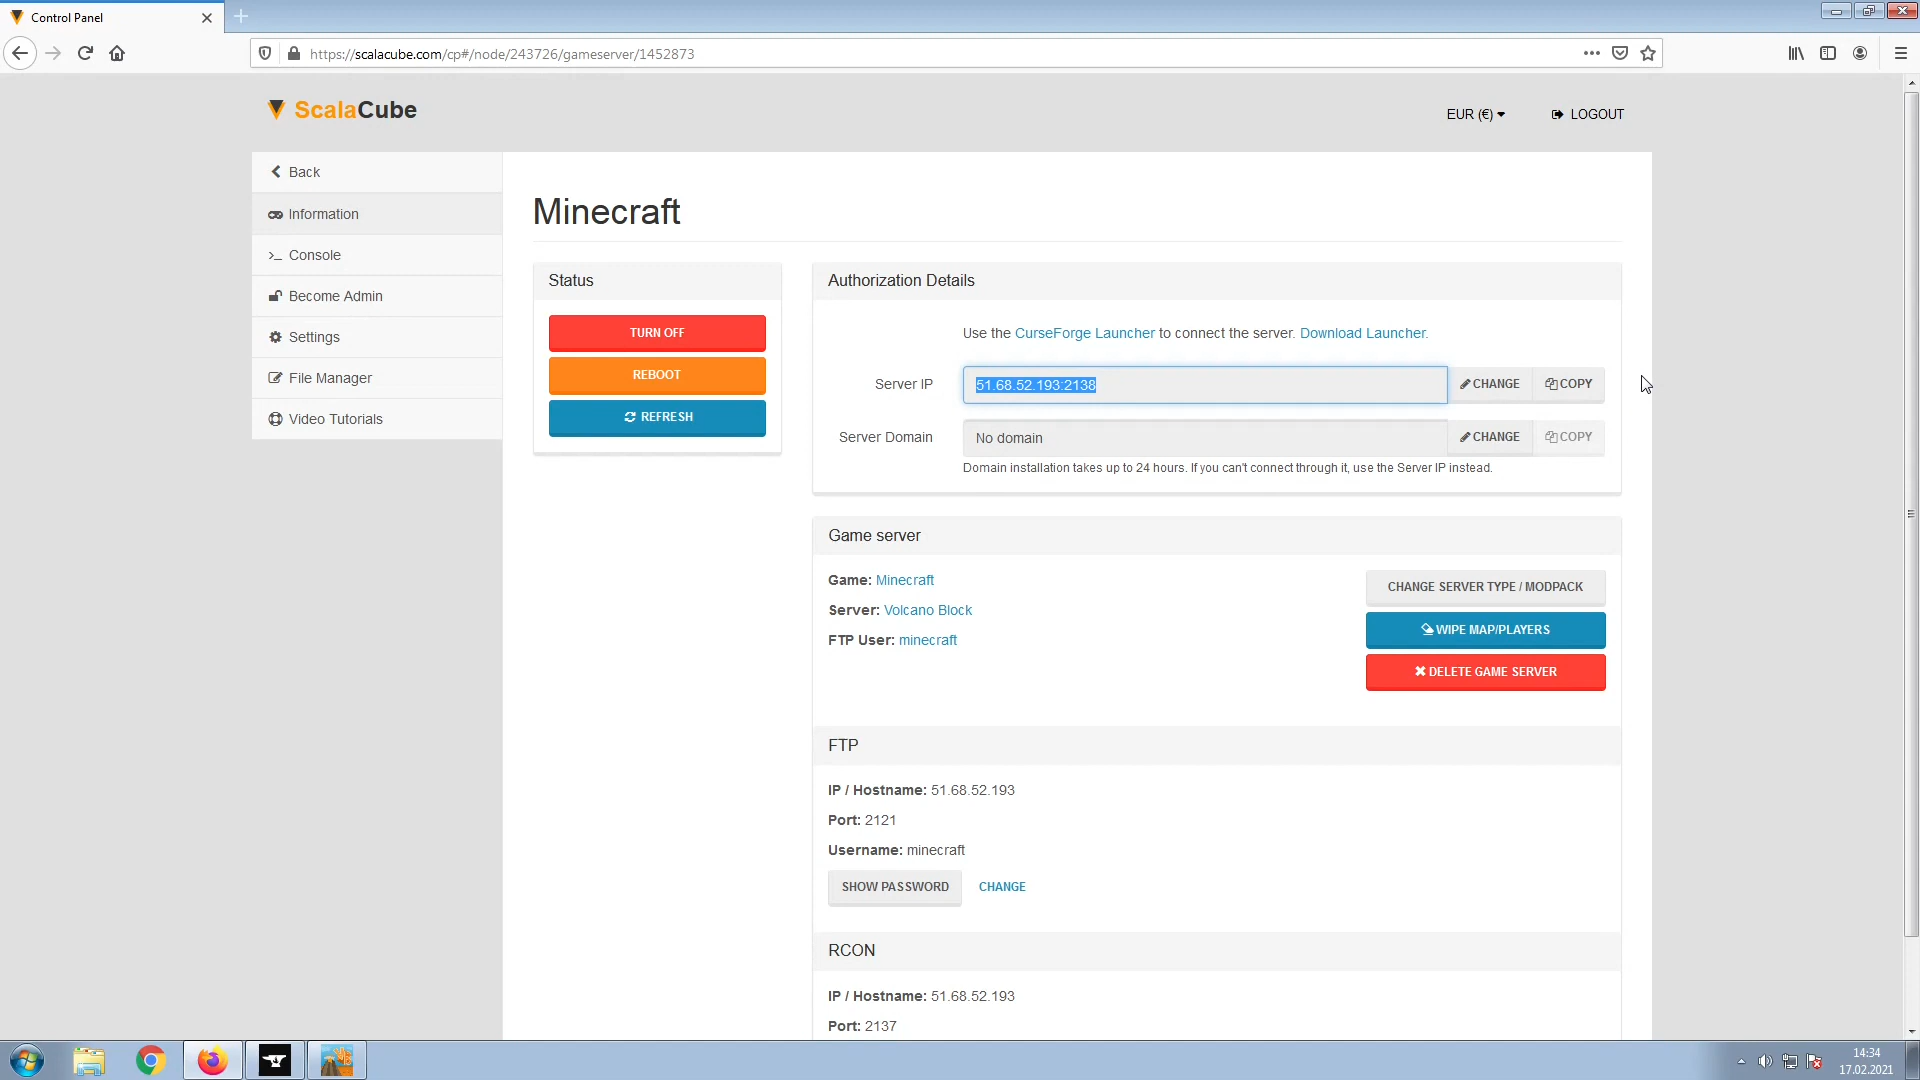 Control Panel
https://scalacube.com/cp#/node/243726/gameserver/1452873
ScalaCube
EUR (€)
LOGOUT
Back
Information
Console
Become Admin
Settings
File Manager
Video Tutorials
Minecraft
Status
TURN OFF
REBOOT
REFRESH
Authorization Details
Use the CurseForge Launcher to connect the server. Download Launcher.
Server IP
51.68.52.193:2138
CHANGE
COPY
Server Domain
No domain
CHANGE
COPY
Domain installation takes up to 24 hours. If you can't connect through it, use the Server IP instead.
Game server
Game: Minecraft
Server: Volcano Block
FTP User: minecraft
CHANGE SERVER TYPE / MODPACK
WIPE MAP/PLAYERS
DELETE GAME SERVER
FTP
IP / Hostname: 51.68.52.193
Port: 2121
Username: minecraft
SHOW PASSWORD
CHANGE
RCON
IP / Hostname: 51.68.52.193
Port: 2137
14:34
17.02.2021